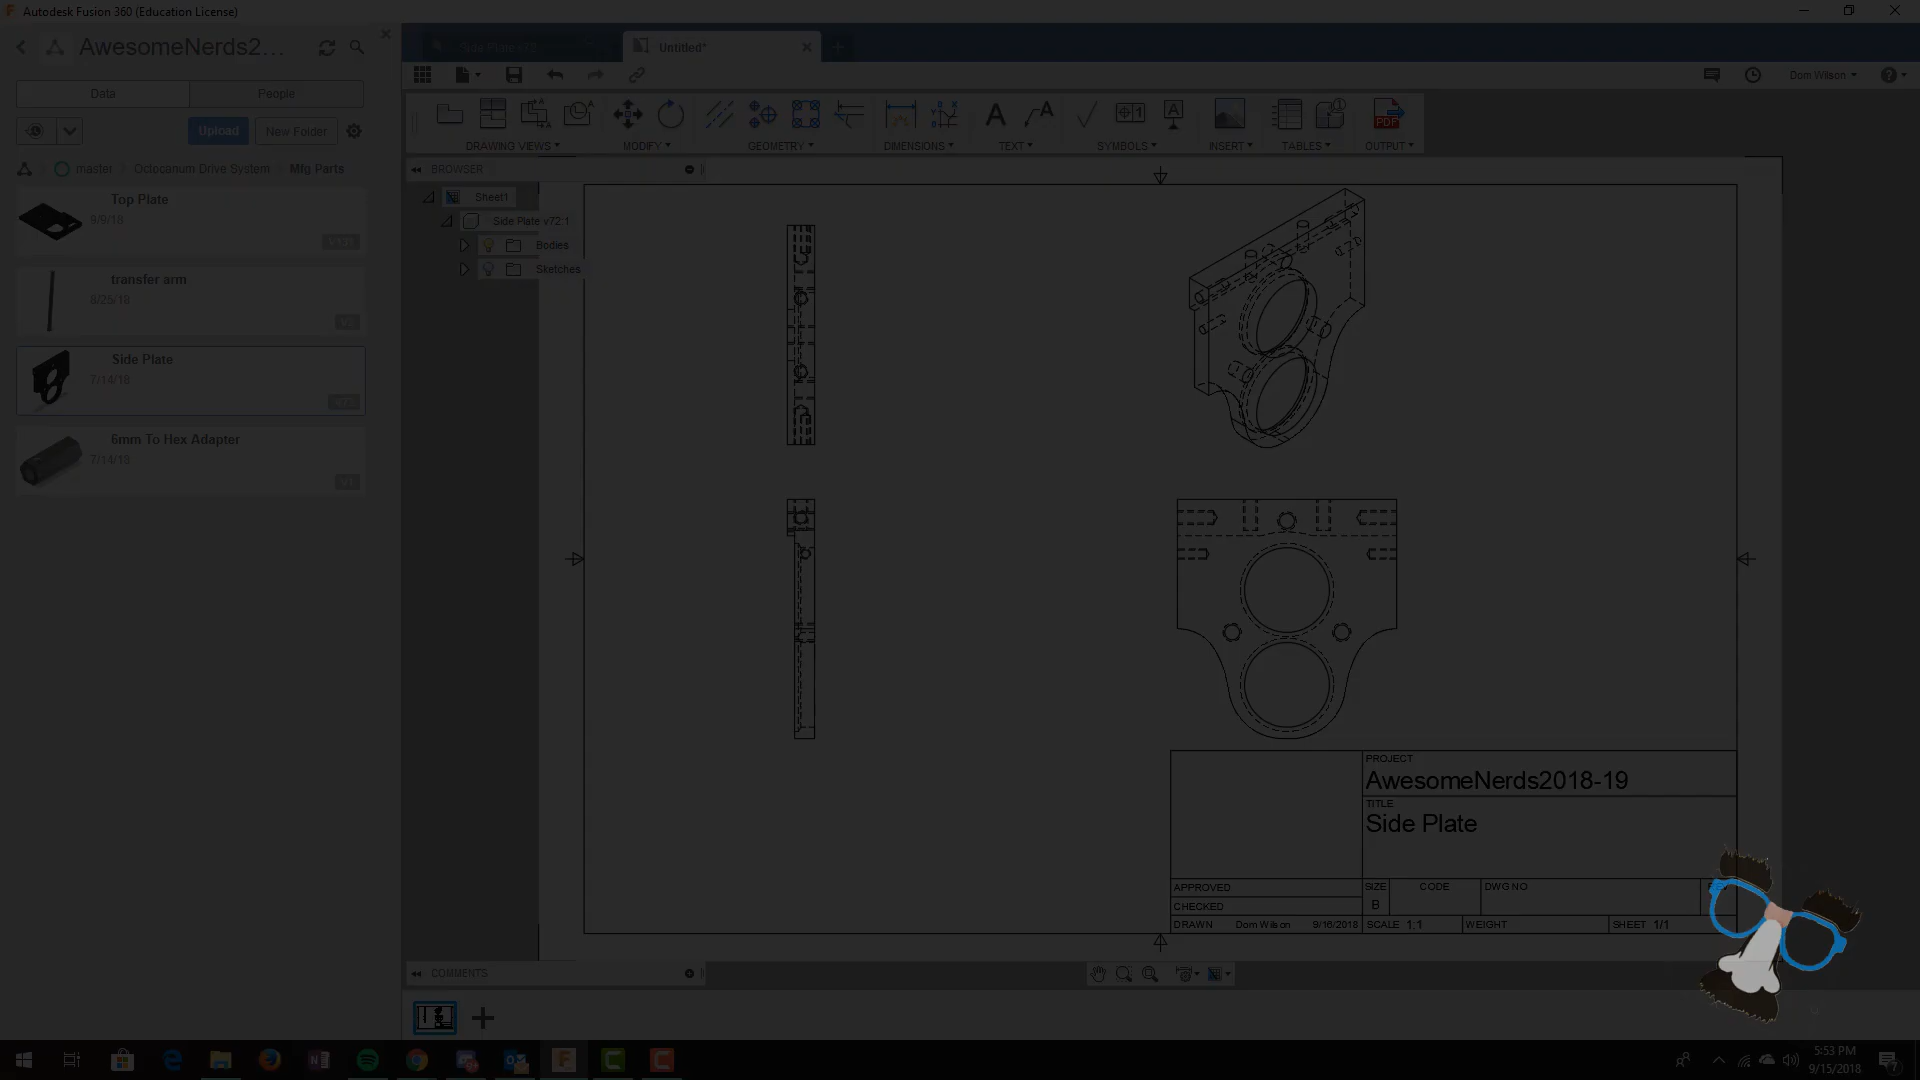 Autodesk Fusion 360 (Education License)
AwesomeNerds2...
Data
People
Upload
New Folder
master
Octocanum Drive System
Mfg Parts
Top Plate
9/9/18
transfer arm
8/25/18
Side Plate
7/14/18
6mm To Hex Adapter
7/14/18
Untitled*
Dom Wilson
DRAWING VIEWS
MODIFY
GEOMETRY
DIMENSIONS
TEXT
SYMBOLS
INSERT
TABLES
OUTPUT
BROWSER
Sheet1
Side Plate v72:1
Bodies
Sketches
PROJECT
AwesomeNerds2018-19
TITLE
Side Plate
APPROVED
CHECKED
DRAWN Dom Wilson 9/16/2018
SIZE
B
CODE
DWG NO
SCALE 1:1
WEIGHT
SHEET 1/1
COMMENTS
5:53 PM
9/15/2018